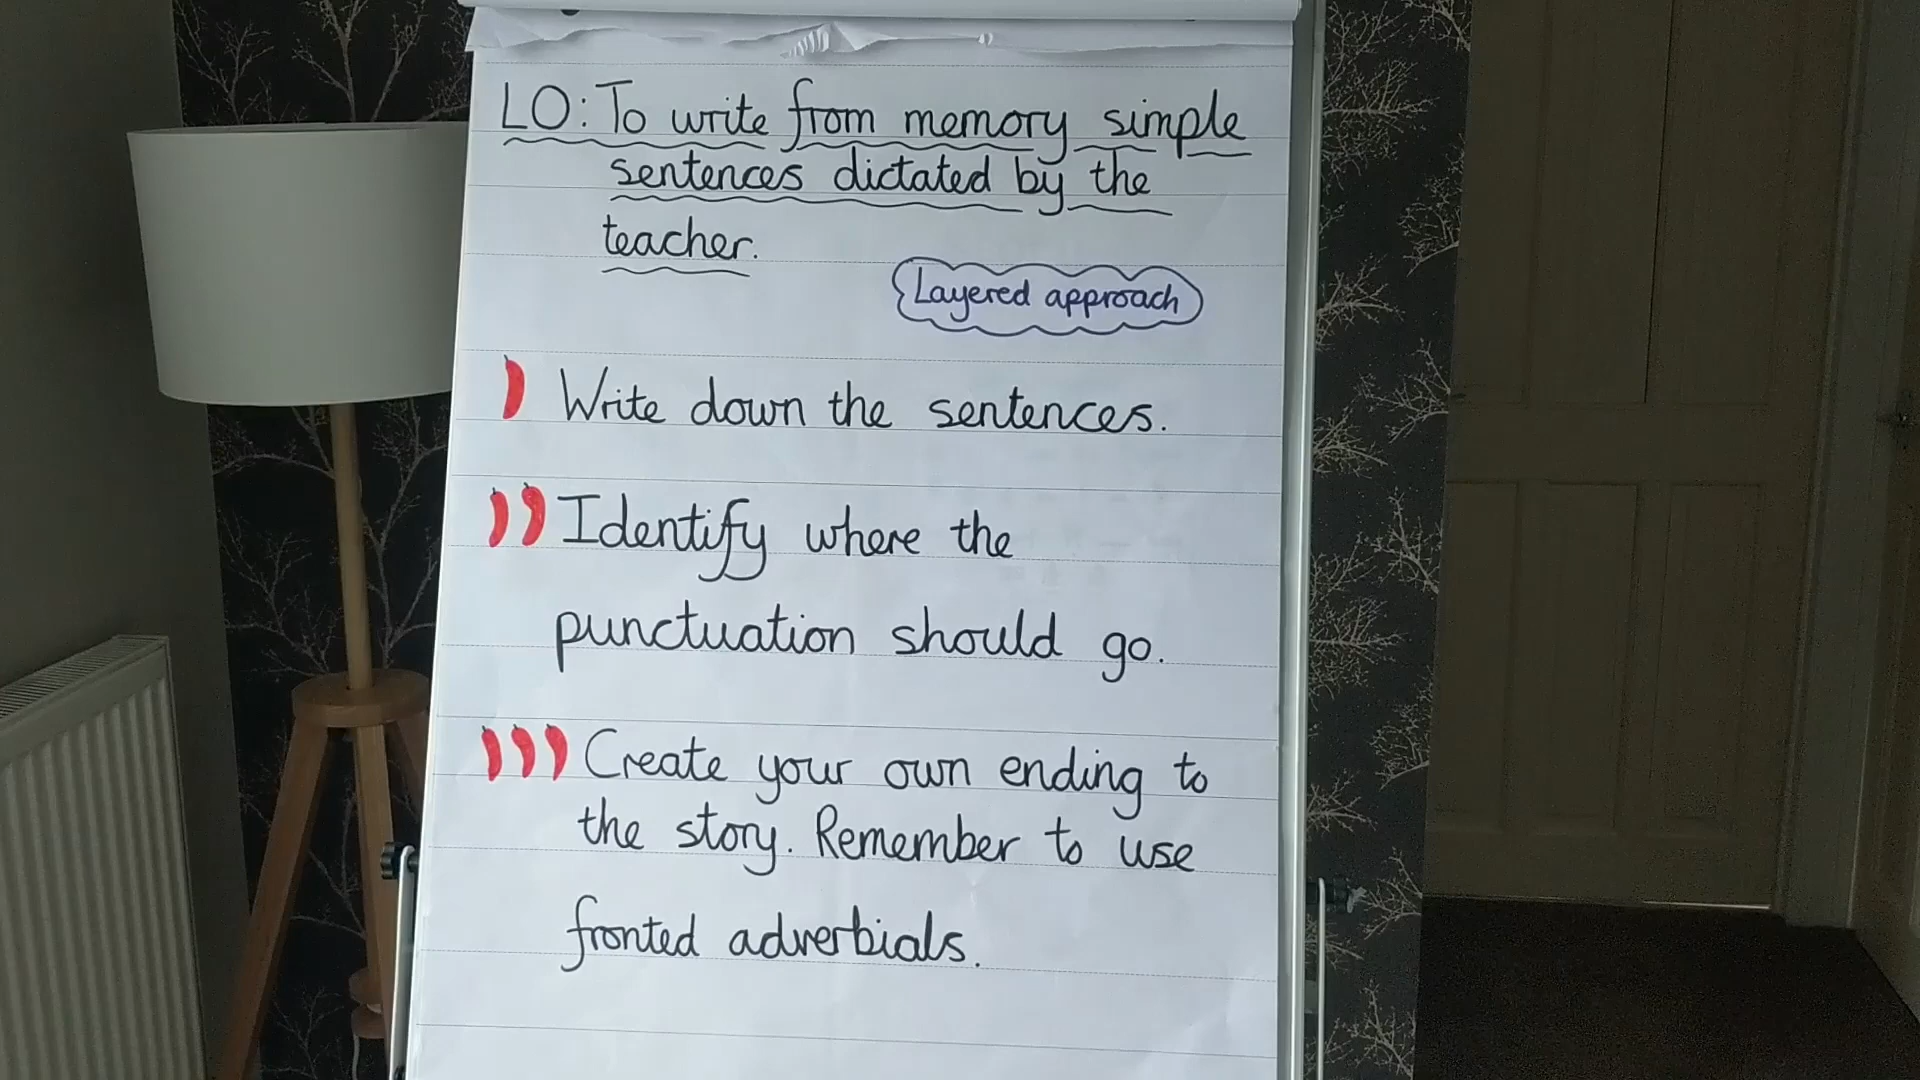 LO: To write from memory simple
sentences dictated by the
teacher.
Layered approach
Write down the sentences.
Identify where the
punctuation should go.
Create your own ending to
the story. Remember to use
fronted adverbials.